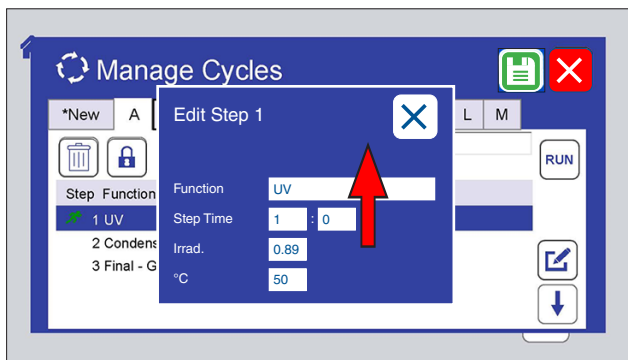 Manage Cycles
*New A L M
Edit Step 1
RUN
Step Function
Function UV
1 UV
Step Time 1 : 0
2 Condens
Irrad. 0.89
3 Final - G
°C 50